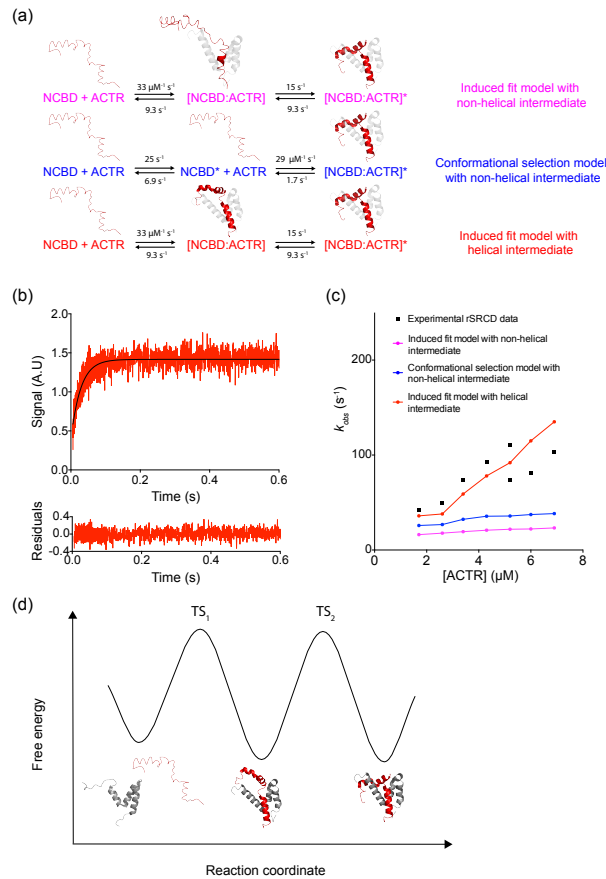 (a)
33 μM⁻¹ s⁻¹
15 s⁻¹
NCBD + ACTR
[NCBD:ACTR]
[NCBD:ACTR]*
9.3 s⁻¹
9.3 s⁻¹
Induced fit model with
non-helical intermediate
25 s⁻¹
29 μM⁻¹ s⁻¹
NCBD + ACTR
NCBD* + ACTR
[NCBD:ACTR]*
6.9 s⁻¹
1.7 s⁻¹
Conformational selection model
with non-helical intermediate
33 μM⁻¹ s⁻¹
15 s⁻¹
NCBD + ACTR
[NCBD:ACTR]
[NCBD:ACTR]*
9.3 s⁻¹
9.3 s⁻¹
Induced fit model with
helical intermediate
(b)
Signal (A.U)
2.0
1.5
1.0
0.5
0.0
0.0 0.2 0.4 0.6
Time (s)
Residuals
0.4
0.0
-0.4
0.0 0.2 0.4 0.6
Time (s)
(c)
Experimental rSRCD data
Induced fit model with non-helical
intermediate
Conformational selection model with
non-helical intermediate
Induced fit model with helical
intermediate
k_obs (s⁻¹)
200
100
0
0 2 4 6 8
[ACTR] (μM)
(d)
TS₁
TS₂
Free energy
Reaction coordinate